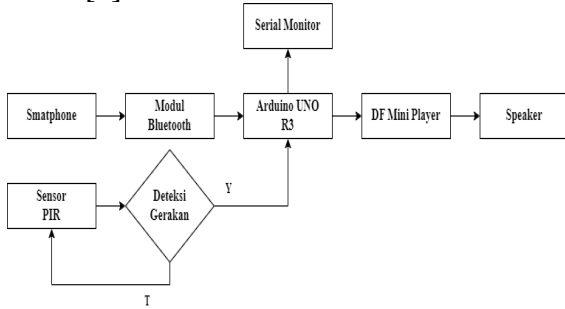 Serial Monitor
Smatphone
Modul
Bluetooth
Arduino UNO
R3
DF Mini Player
Speaker
Sensor
PIR
Deteksi
Gerakan
Y
T